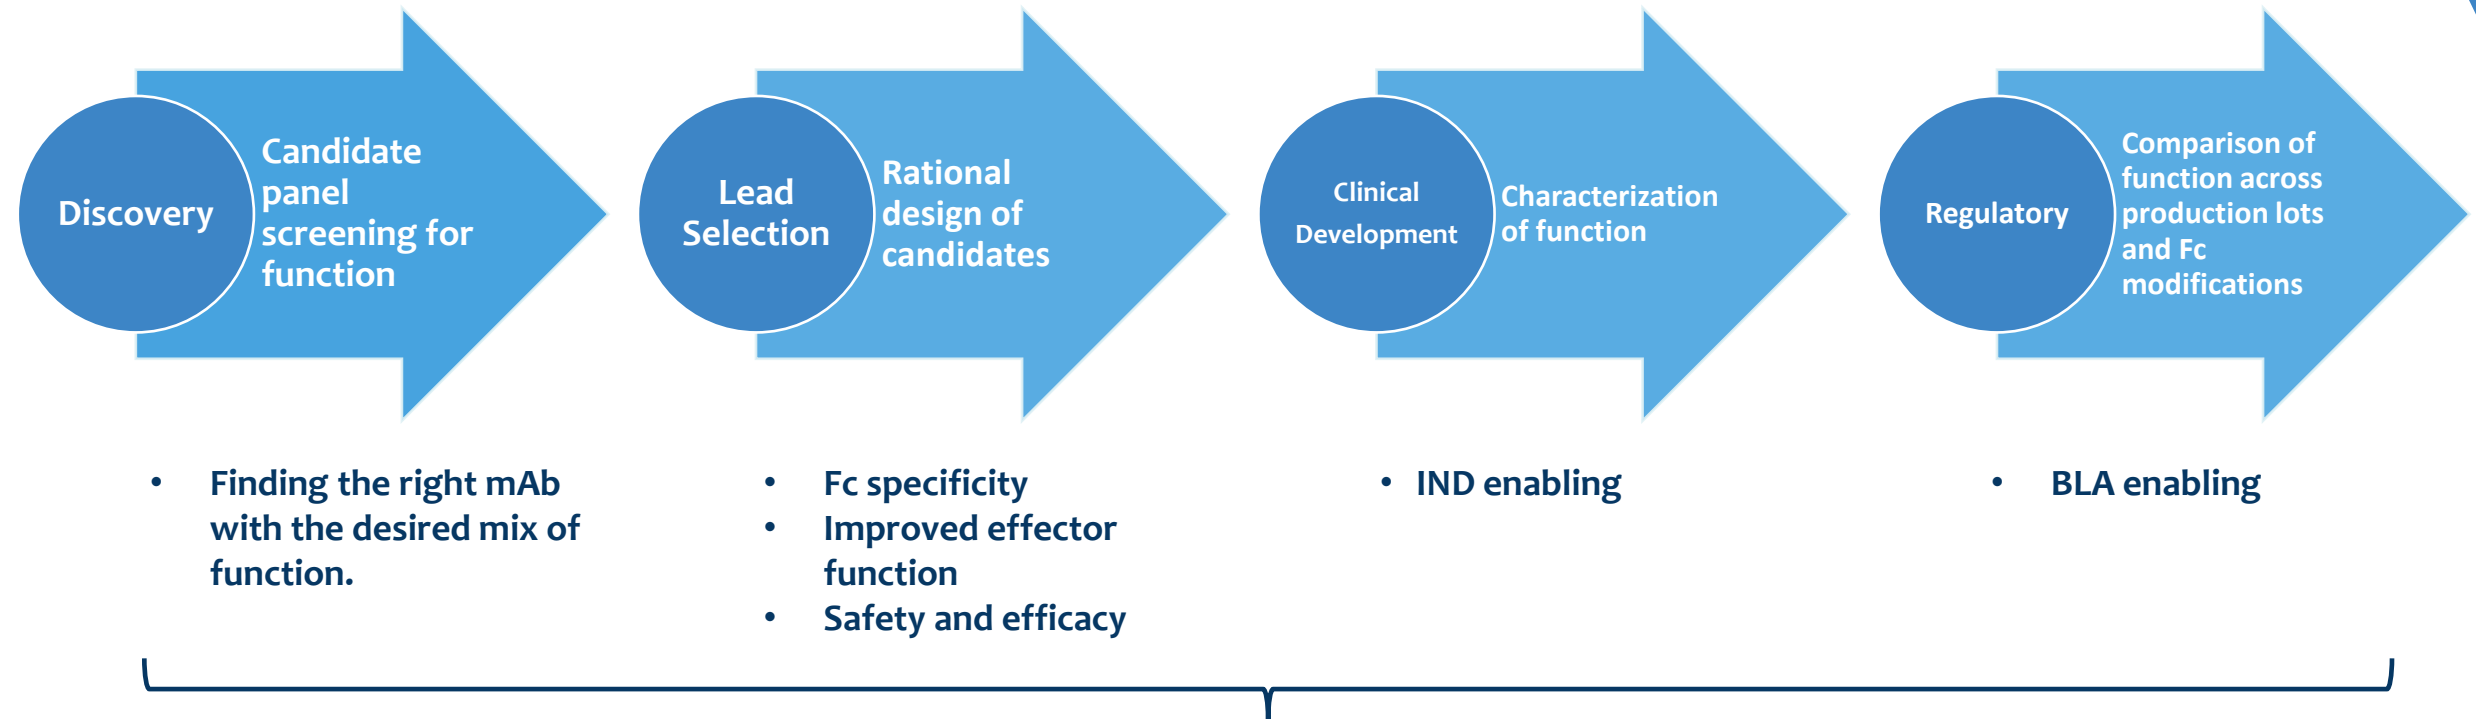 Discovery
Candidate
panel
screening for
function
Lead
Selection
Rational
design of
candidates
Clinical
Development
Characterization
of function
Regulatory
Comparison of
function across
production lots
and Fc
modifications
• Finding the right mAb
with the desired mix of
function.
• Fc specificity
• Improved effector
function
• Safety and efficacy
• IND enabling
• BLA enabling